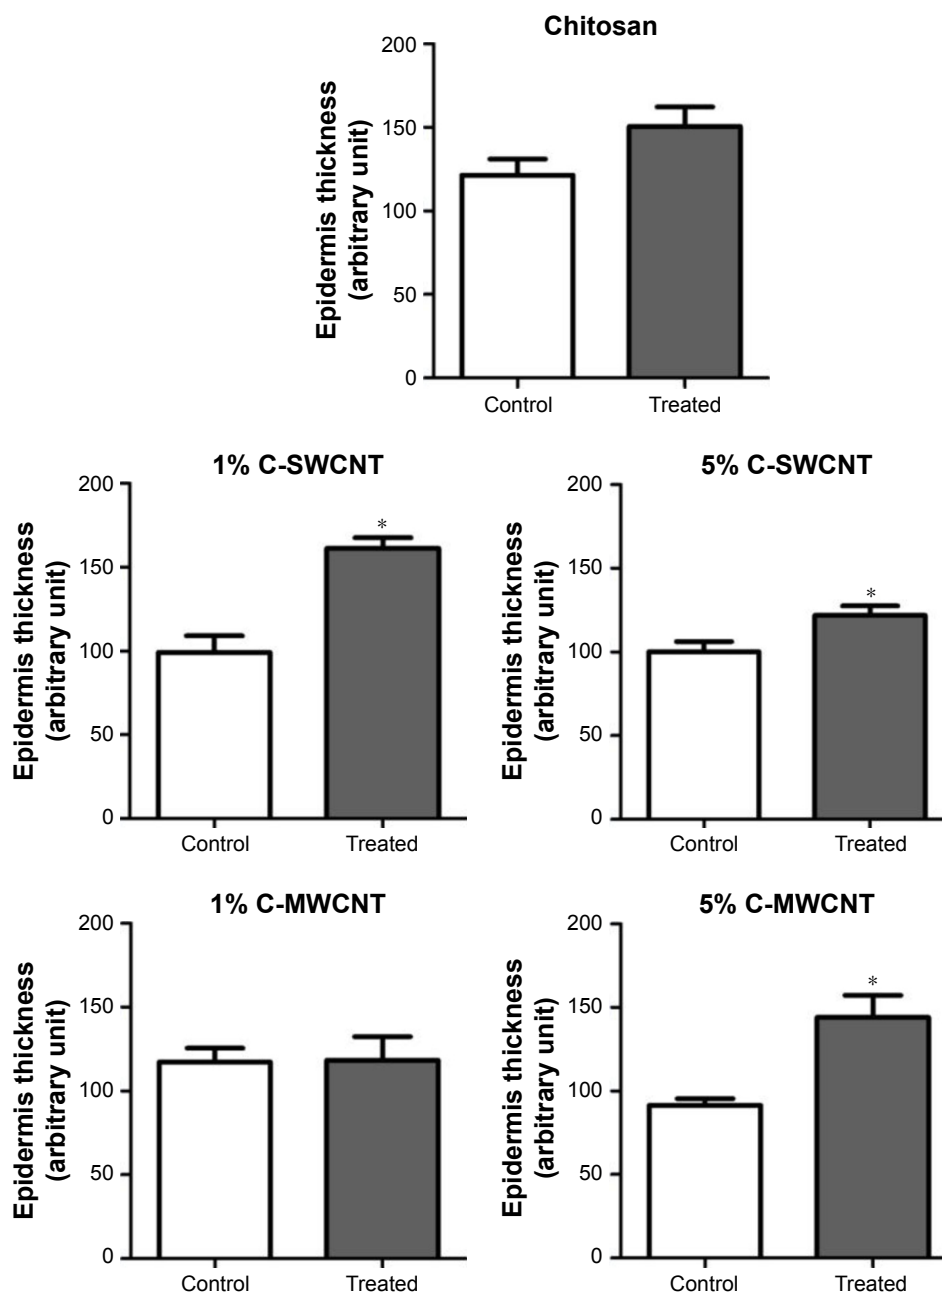 Chitosan
Epidermis thickness
(arbitrary unit)
200
150
100
50
0
Control
Treated
1% C-SWCNT
Epidermis thickness
(arbitrary unit)
200
150
100
50
0
Control
Treated
*
5% C-SWCNT
Epidermis thickness
(arbitrary unit)
200
150
100
50
0
Control
Treated
*
1% C-MWCNT
Epidermis thickness
(arbitrary unit)
200
150
100
50
0
Control
Treated
5% C-MWCNT
Epidermis thickness
(arbitrary unit)
200
150
100
50
0
Control
Treated
*